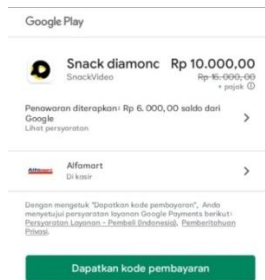 Google Play
Snack diamonc Rp 10.000,00
SnackVideo Rp 16.000,00
+ pajak
Penawaran diterapkan: Rp 6.000,00 saldo dari
Google
Lihat persyaratan
Alfamart Alfamart
Di kasir
Dengan mengetuk "Dapatkan kode pembayaran", Anda
menyetujui persyaratan layanan Google Payments berikut:
Persyaratan Layanan - Pembeli (Indonesia), Pemberitahuan
Privasi.
Dapatkan kode pembayaran